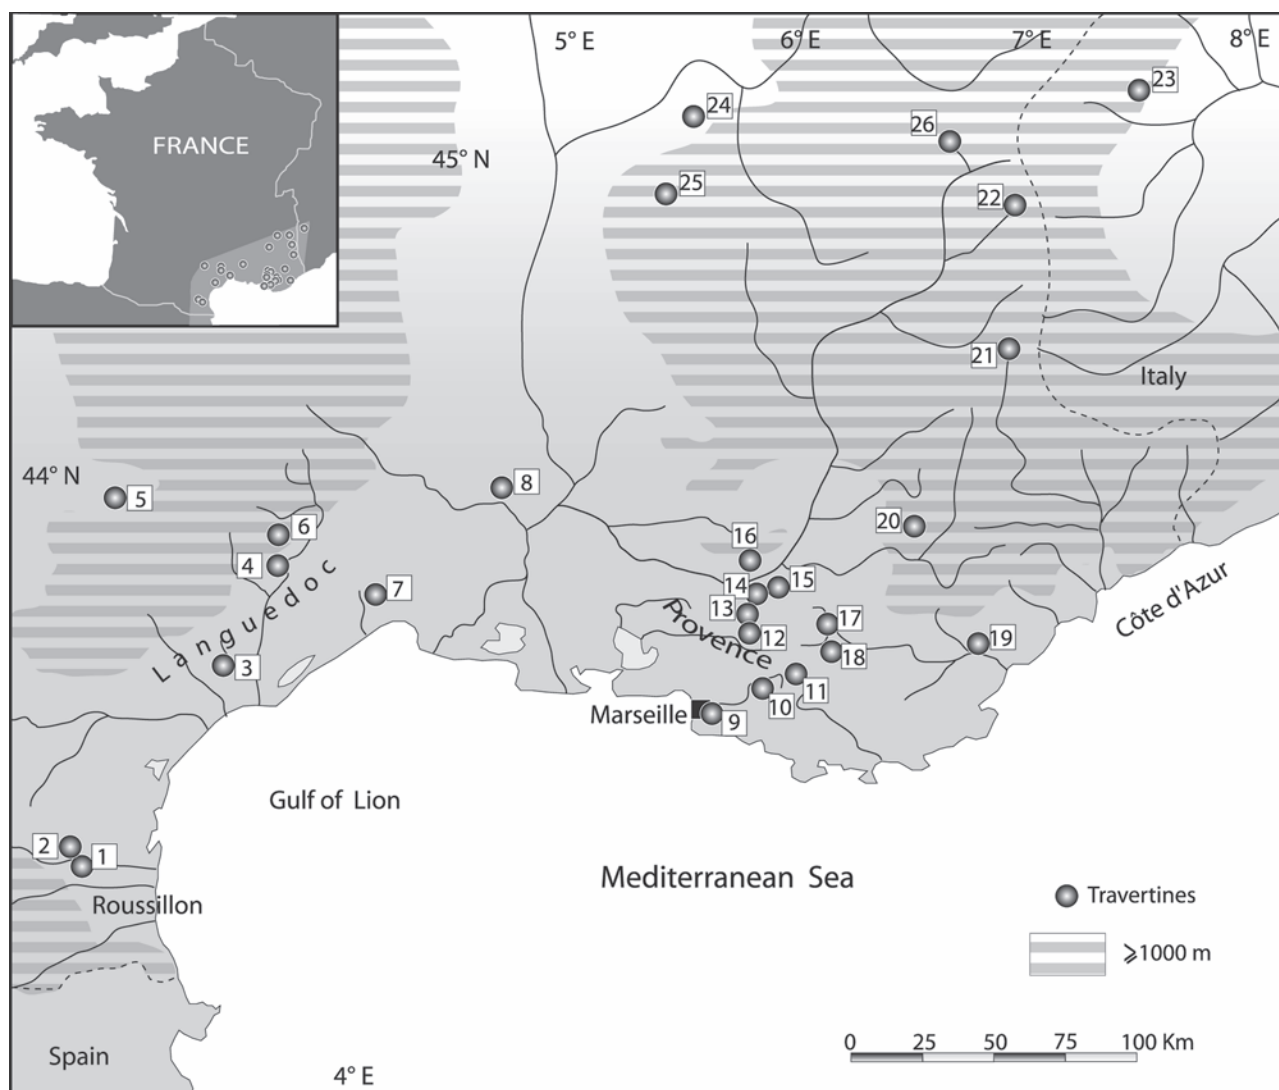 5° E
6° E
7° E
8° E
23
24
26
FRANCE
45° N
25
22
21
Italy
44° N
5
8
6
20
16
4
14
15
7
13
17
Côte d'Azur
Languedoc
Provence
12
19
3
18
11
10
Marseille
9
Gulf of Lion
2
1
Mediterranean Sea
Travertines
Roussillon
⩾1000 m
0 25 50 75 100 Km
Spain
4° E